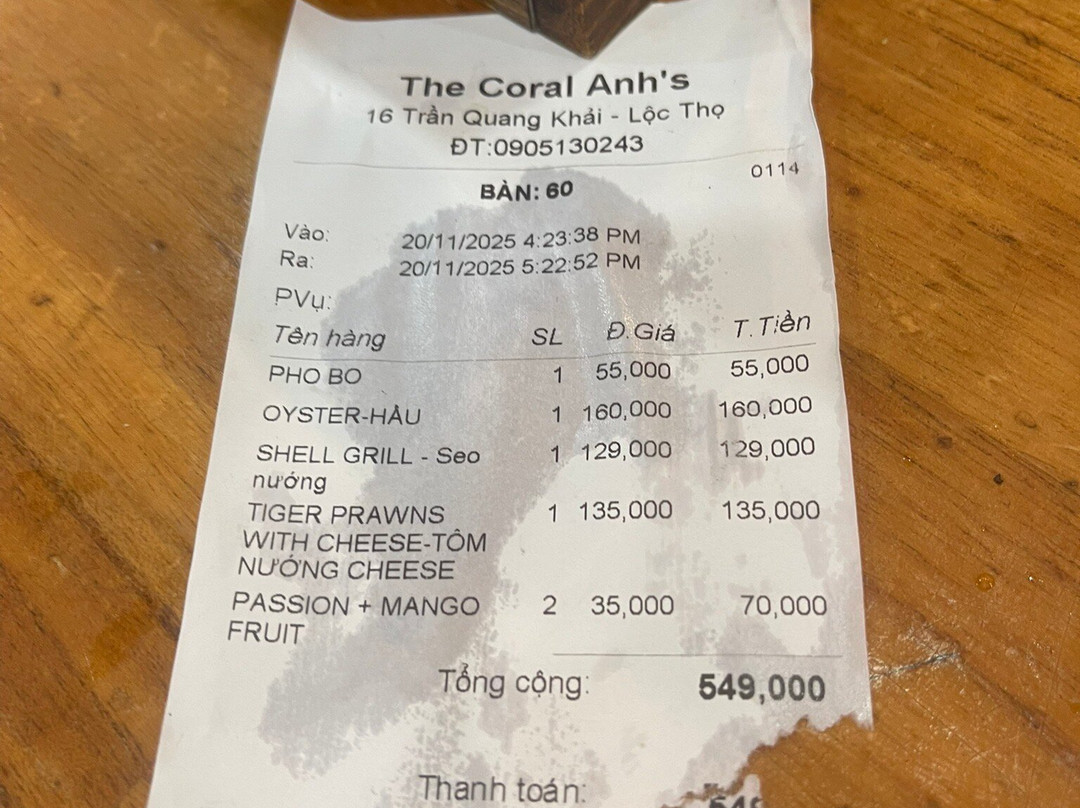 The Coral Anh's
16 Trần Quang Khải - Lộc Thọ
ĐT:0905130243
0114
BÀN: 60
Vào: 20/11/2025 4:23:38 PM
Ra: 20/11/2025 5:22:52 PM
PVụ:
Tên hàng SL Đ.Giá T.Tiền
PHO BO 1 55,000 55,000
OYSTER-HÀU 1 160,000 160,000
SHELL GRILL - Seo 1 129,000 129,000
nướng
TIGER PRAWNS 1 135,000 135,000
WITH CHEESE-TÔM
NƯỚNG CHEESE
PASSION + MANGO 2 35,000 70,000
FRUIT
Tổng cộng: 549,000
Thanh toán: